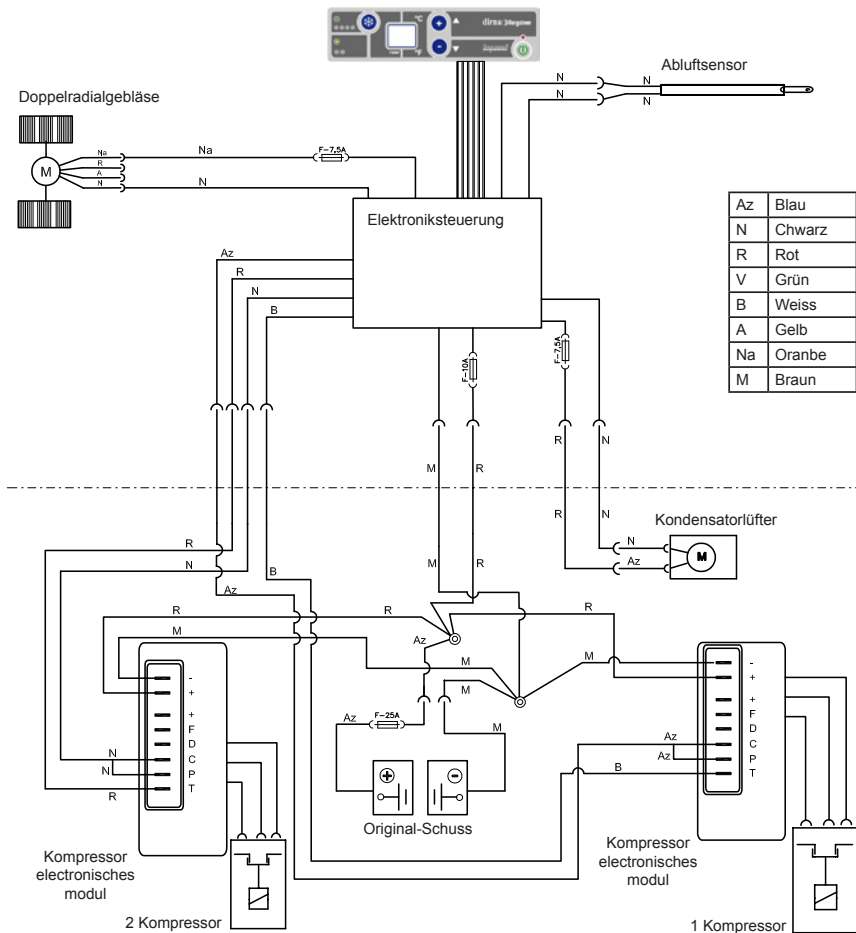 °C
dirna Bergstrom
°F
bycool
Abluftsensor
Doppelradialgebläse
N
N
N
N
Na
R
A
N
M
Na
F-7,5A
N
Elektroniksteuerung
Az
R
N
B
Az Blau
N Chwarz
R Rot
V Grün
B Weiss
A Gelb
Na Oranbe
M Braun
F-10A
F-7,5A
M
R
R
N
R
N
Kondensatorlüfter
N
Az
M
R
N
B
M
R
Az
R
M
R
Az
M
M
M
R
M
Az
F-25A
M
-
+
+
F
D
C
P
T
N
N
R
-
+
+
F
D
C
P
T
Az
Az
B
Original-Schuss
Kompressor
electronisches
modul
2 Kompressor
Kompressor
electronisches
modul
1 Kompressor